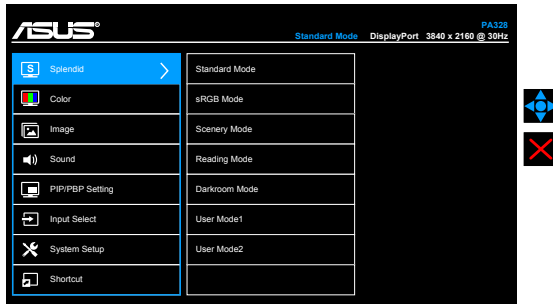 ASUS
PA328
Standard Mode DisplayPort 3840 x 2160 @ 30Hz
S Splendid
Color
Image
Sound
PIP/PBP Setting
Input Select
System Setup
Shortcut
Standard Mode
sRGB Mode
Scenery Mode
Reading Mode
Darkroom Mode
User Mode1
User Mode2